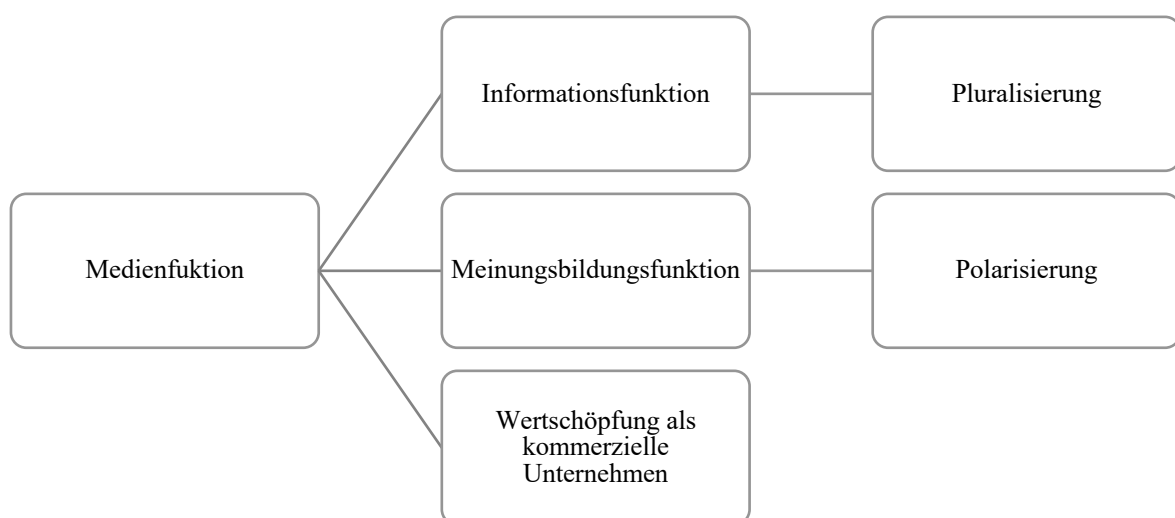 Informationsfunktion
Pluralisierung
Medienfuktion
Meinungsbildungsfunktion
Polarisierung
Wertschöpfung als
kommerzielle
Unternehmen